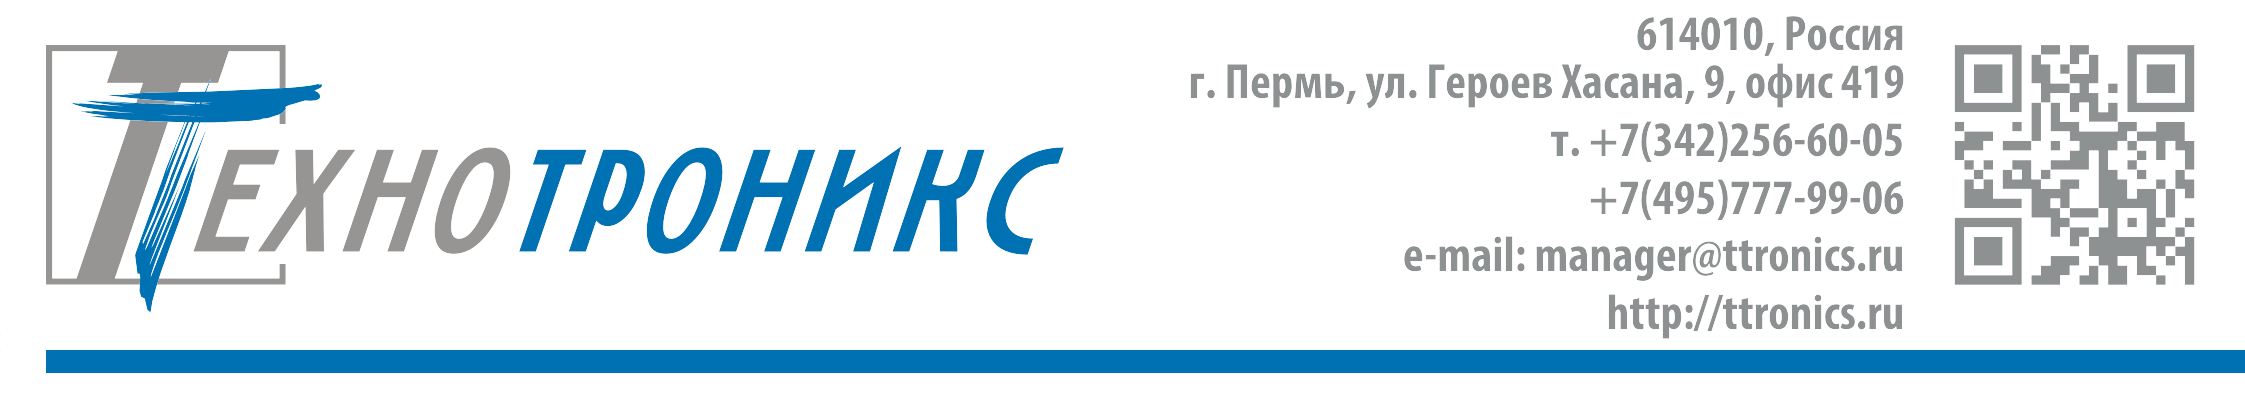 ТЕХНОТРОНИКС
614010, Россия
г. Пермь, ул. Героев Хасана, 9, офис 419
т. +7(342)256-60-05
+7(495)777-99-06
e-mail: manager@ttronics.ru
http://ttronics.ru